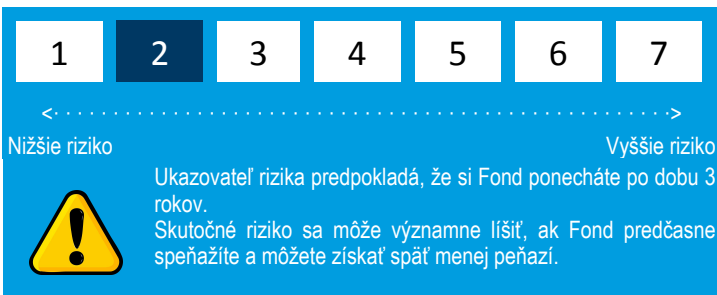 1 2 3 4 5 6 7
Nižšie riziko Vyššie riziko
Ukazovateľ rizika predpokladá, že si Fond ponecháte po dobu 3
rokov.
Skutočné riziko sa môže významne líšiť, ak Fond predčasne
speňažíte a môžete získať späť menej peňazí.